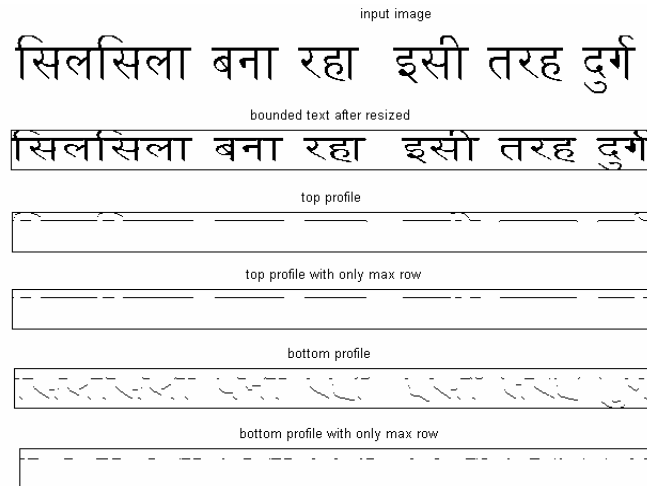 input image
सिलसिला बना रहा इसी तरह दुर्ग
bounded text after resized
सिलसिला बना रहा इसी तरह दुर्ग
top profile
top profile with only max row
bottom profile
bottom profile with only max row